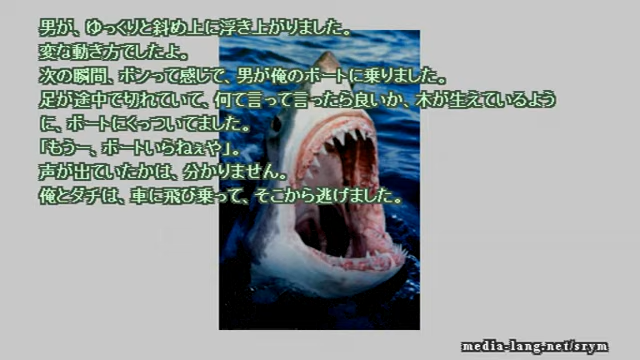 男が、ゆっくりと斜め上に浮き上がりました。
変な動き方でしたよ。
次の瞬間、ボンって感じで、男が俺のボートに乗りました。
足が途中で切れていて、何て言って言ったら良いか、木が生えているよう
に、ボートにくっついてました。
「もうー、ボートいらねぇや」。
声が出ていたかは、分かりません。
俺とダチは、車に飛び乗って、そこから逃げました。
media-lang-net/srym